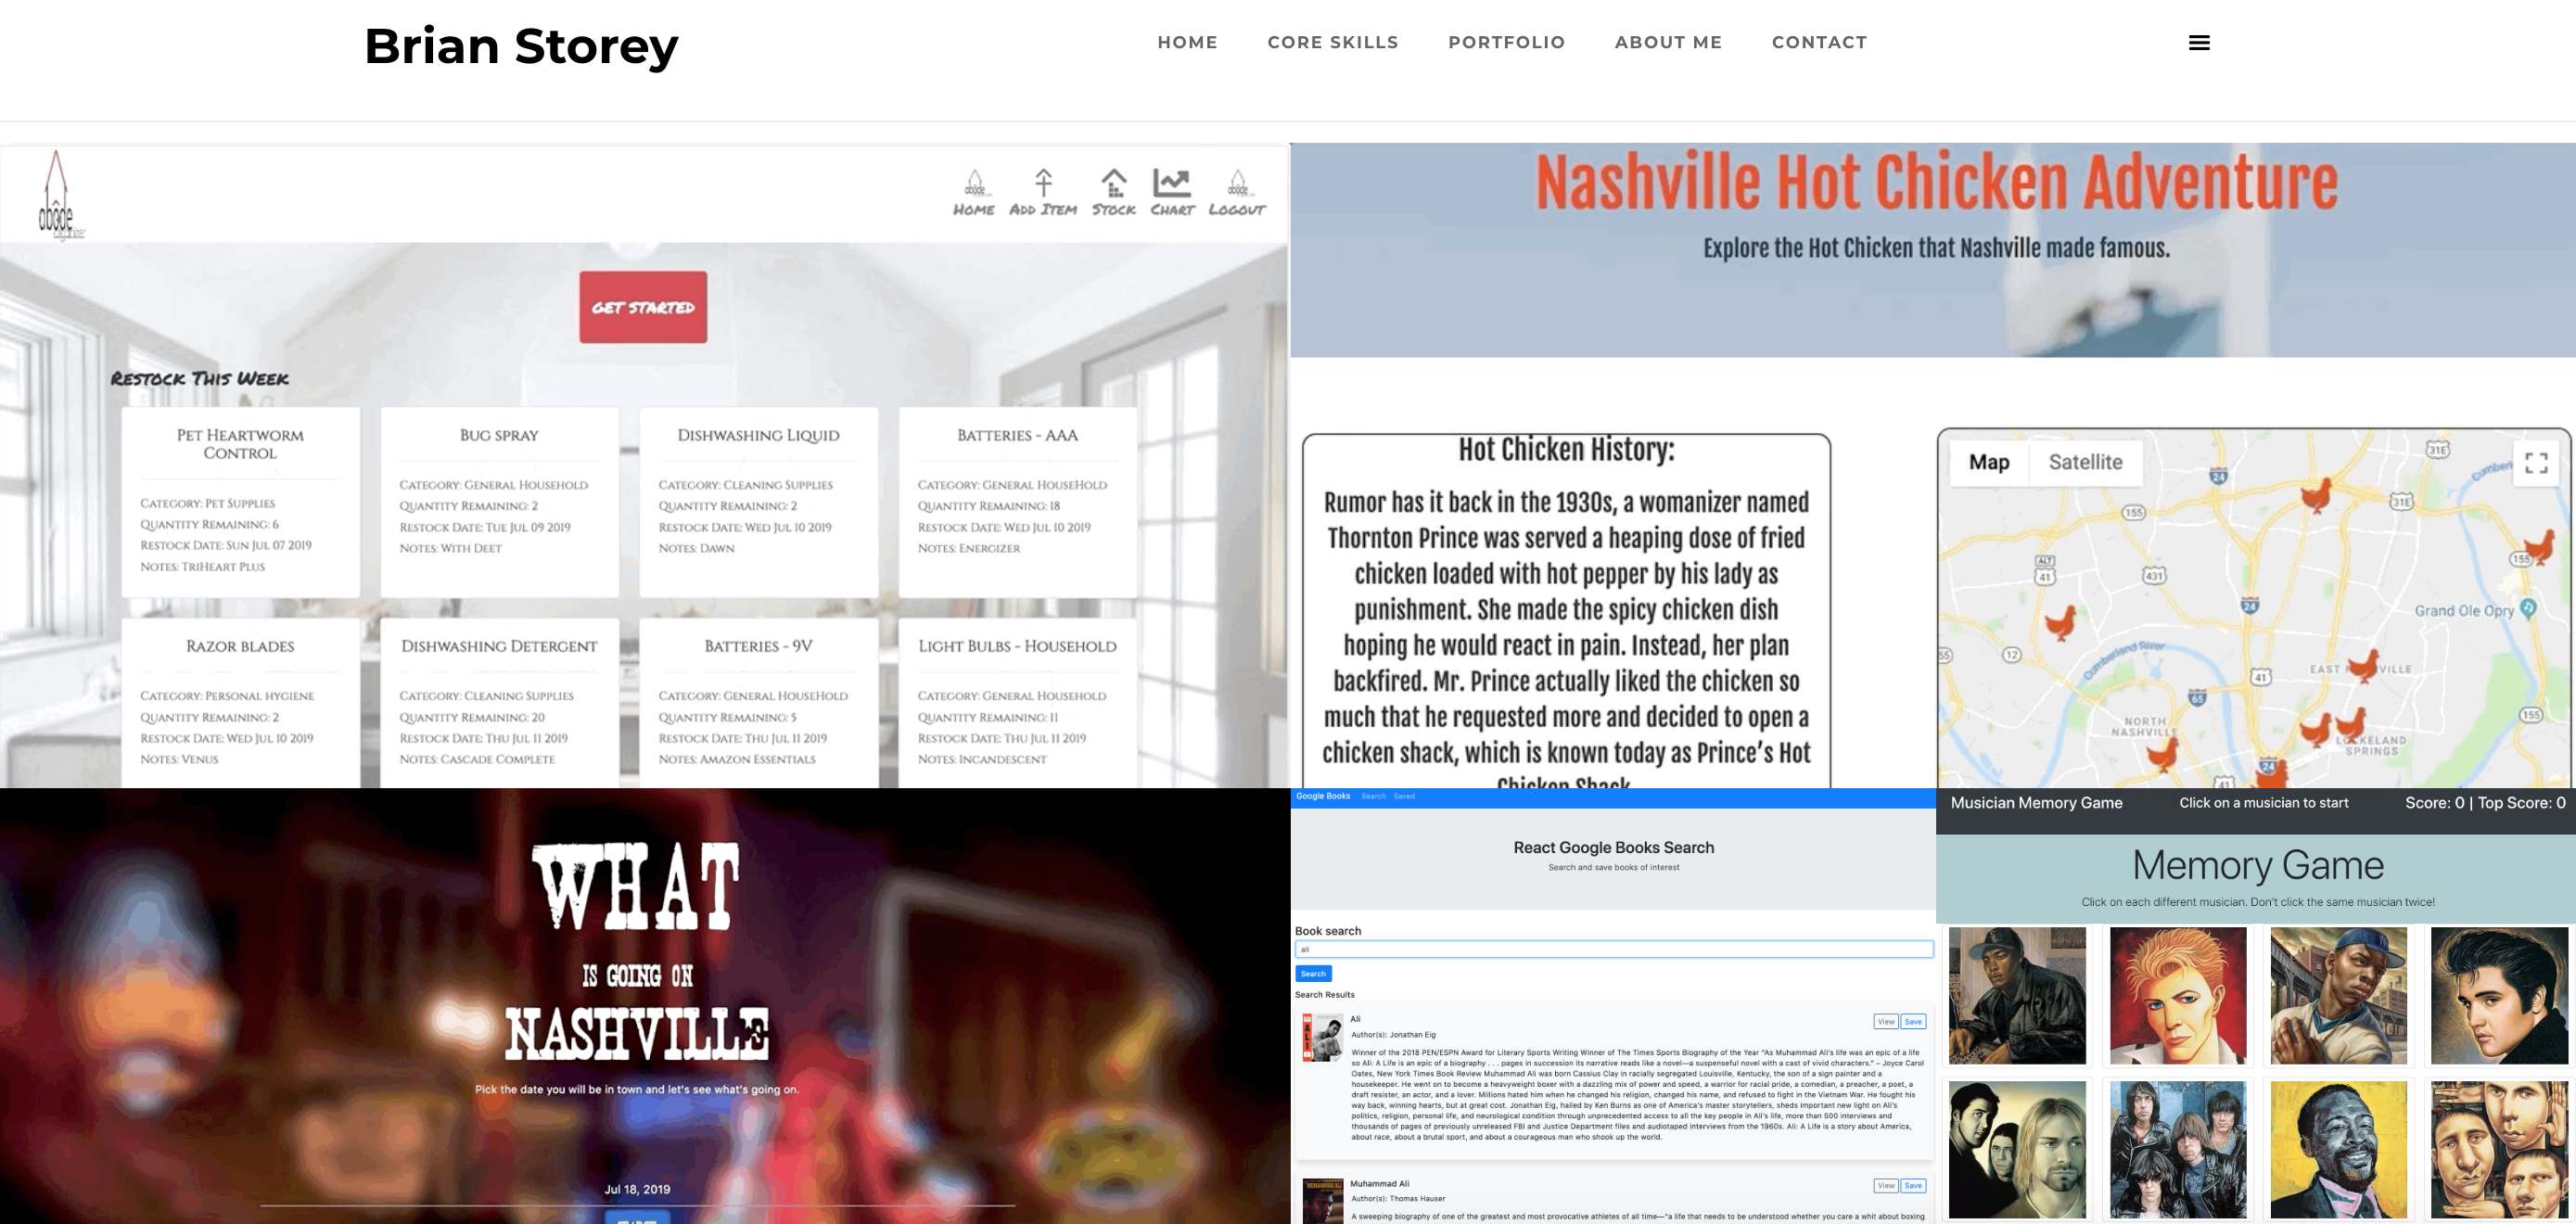 Brian Storey
HOME
CORE SKILLS
PORTFOLIO
ABOUT ME
CONTACT
abode
organizer
HOME
ADD ITEM
STOCK
CHART
LOGOUT
GET STARTED
RESTOCK THIS WEEK
PET HEARTWORM
CONTROL
CATEGORY: PET SUPPLIES
QUANTITY REMAINING: 6
RESTOCK DATE: SUN JUL 07 2019
NOTES: TRIHEART PLUS
BUG SPRAY
CATEGORY: GENERAL HOUSEHOLD
QUANTITY REMAINING: 2
RESTOCK DATE: TUE JUL 09 2019
NOTES: WITH DEET
DISHWASHING LIQUID
CATEGORY: CLEANING SUPPLIES
QUANTITY REMAINING: 2
RESTOCK DATE: WED JUL 10 2019
NOTES: DAWN
BATTERIES - AAA
CATEGORY: GENERAL HOUSEHOLD
QUANTITY REMAINING: 18
RESTOCK DATE: WED JUL 10 2019
NOTES: ENERGIZER
RAZOR BLADES
CATEGORY: PERSONAL HYGIENE
QUANTITY REMAINING: 2
RESTOCK DATE: WED JUL 10 2019
NOTES: VENUS
DISHWASHING DETERGENT
CATEGORY: CLEANING SUPPLIES
QUANTITY REMAINING: 20
RESTOCK DATE: THU JUL 11 2019
NOTES: CASCADE COMPLETE
BATTERIES - 9V
CATEGORY: GENERAL HOUSEHOLD
QUANTITY REMAINING: 5
RESTOCK DATE: THU JUL 11 2019
NOTES: AMAZON ESSENTIALS
LIGHT BULBS - HOUSEHOLD
CATEGORY: GENERAL HOUSEHOLD
QUANTITY REMAINING: 11
RESTOCK DATE: THU JUL 11 2019
NOTES: INCANDESCENT
Nashville Hot Chicken Adventure
Explore the Hot Chicken that Nashville made famous.
Hot Chicken History:
Rumor has it back in the 1930s, a womanizer named
Thornton Prince was served a heaping dose of fried
chicken loaded with hot pepper by his lady as
punishment. She made the spicy chicken dish
hoping he would react in pain. Instead, her plan
backfired. Mr. Prince actually liked the chicken so
much that he requested more and decided to open a
chicken shack, which is known today as Prince's Hot
Chicken Shack
Map
Satellite
31E
24
31E
155
155
ALT
41
431
24
Grand Ole Opry
55
12
Cumberland River
41
65
155
NORTH
NASHVILLE
SPRINGS
24
41
WHAT
IS GOING ON
NASHVILLE
Pick the date you will be in town and let's see what's going on.
Jul 18, 2019
SEARCH
Google Books
Search
Saved
React Google Books Search
Search and save books of interest
Book search
ali
Search
Search Results
Ali
View
Save
Author(s): Jonathan Eig
Winner of the 2018 PEN/ESPN Award for Literary Sports Writing Winner of The Times Sports Biography of the Year "As Muhammad Ali's life was an epic of a life
so Ali: A Life is an epic of a biography . . . pages in succession its narrative reads like a novel—a suspenseful novel with a cast of vivid characters." – Joyce Carol
Oates, New York Times Book Review Muhammad Ali was born Cassius Clay in racially segregated Louisville, Kentucky, the son of a sign painter and a
housekeeper. He went on to become a heavyweight boxer with a dazzling mix of power and speed, a warrior for racial pride, a comedian, a preacher, a poet, a
draft resister, an actor, and a lover. Millions hated him when he changed his religion, changed his name, and refused to fight in the Vietnam War. He fought his
way back, winning hearts, but at great cost. Jonathan Eig, hailed by Ken Burns as one of America's master storytellers, sheds important new light on Ali's
politics, religion, personal life, and neurological condition through unprecedented access to all the key people in Ali's life, more than 500 interviews and
thousands of pages of previously unreleased FBI and Justice Department files and audiotaped interviews from the 1960s. Ali: A Life is a story about America,
about race, about a brutal sport, and about a courageous man who shook up the world.
Muhammad Ali
View
Save
Author(s): Thomas Hauser
A sweeping biography of one of the greatest and most provocative athletes of all time—"a life that needs to be understood whether you care a whit about boxing
Musician Memory Game
Click on a musician to start
Score: 0 | Top Score: 0
Memory Game
Click on each different musician. Don't click the same musician twice!